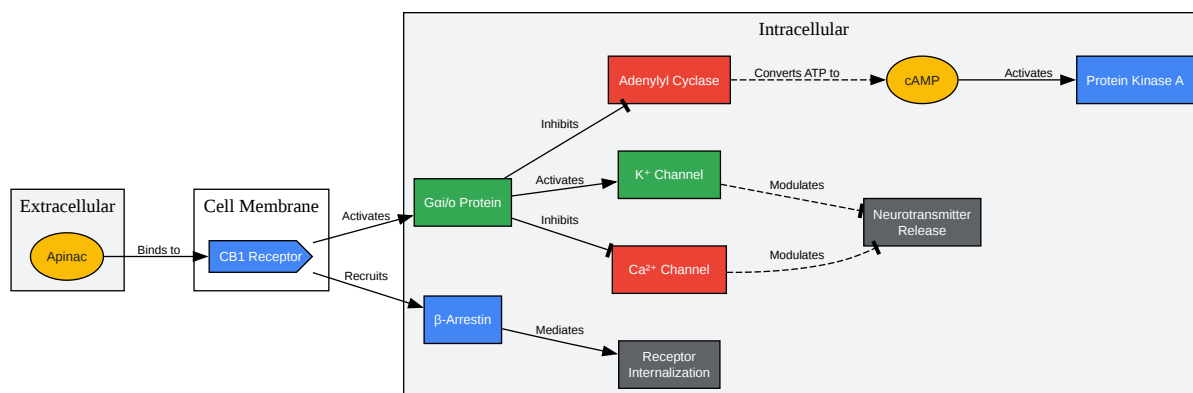 Intracellular
Adenylyl Cyclase
Converts ATP to
cAMP
Activates
Protein Kinase A
Inhibits
K⁺ Channel
Activates
Modulates
Extracellular
Cell Membrane
Gαi/o Protein
Neurotransmitter
Release
Activates
Inhibits
Apinac
Binds to
CB1 Receptor
Ca²⁺ Channel
Modulates
Recruits
β-Arrestin
Mediates
Receptor
Internalization